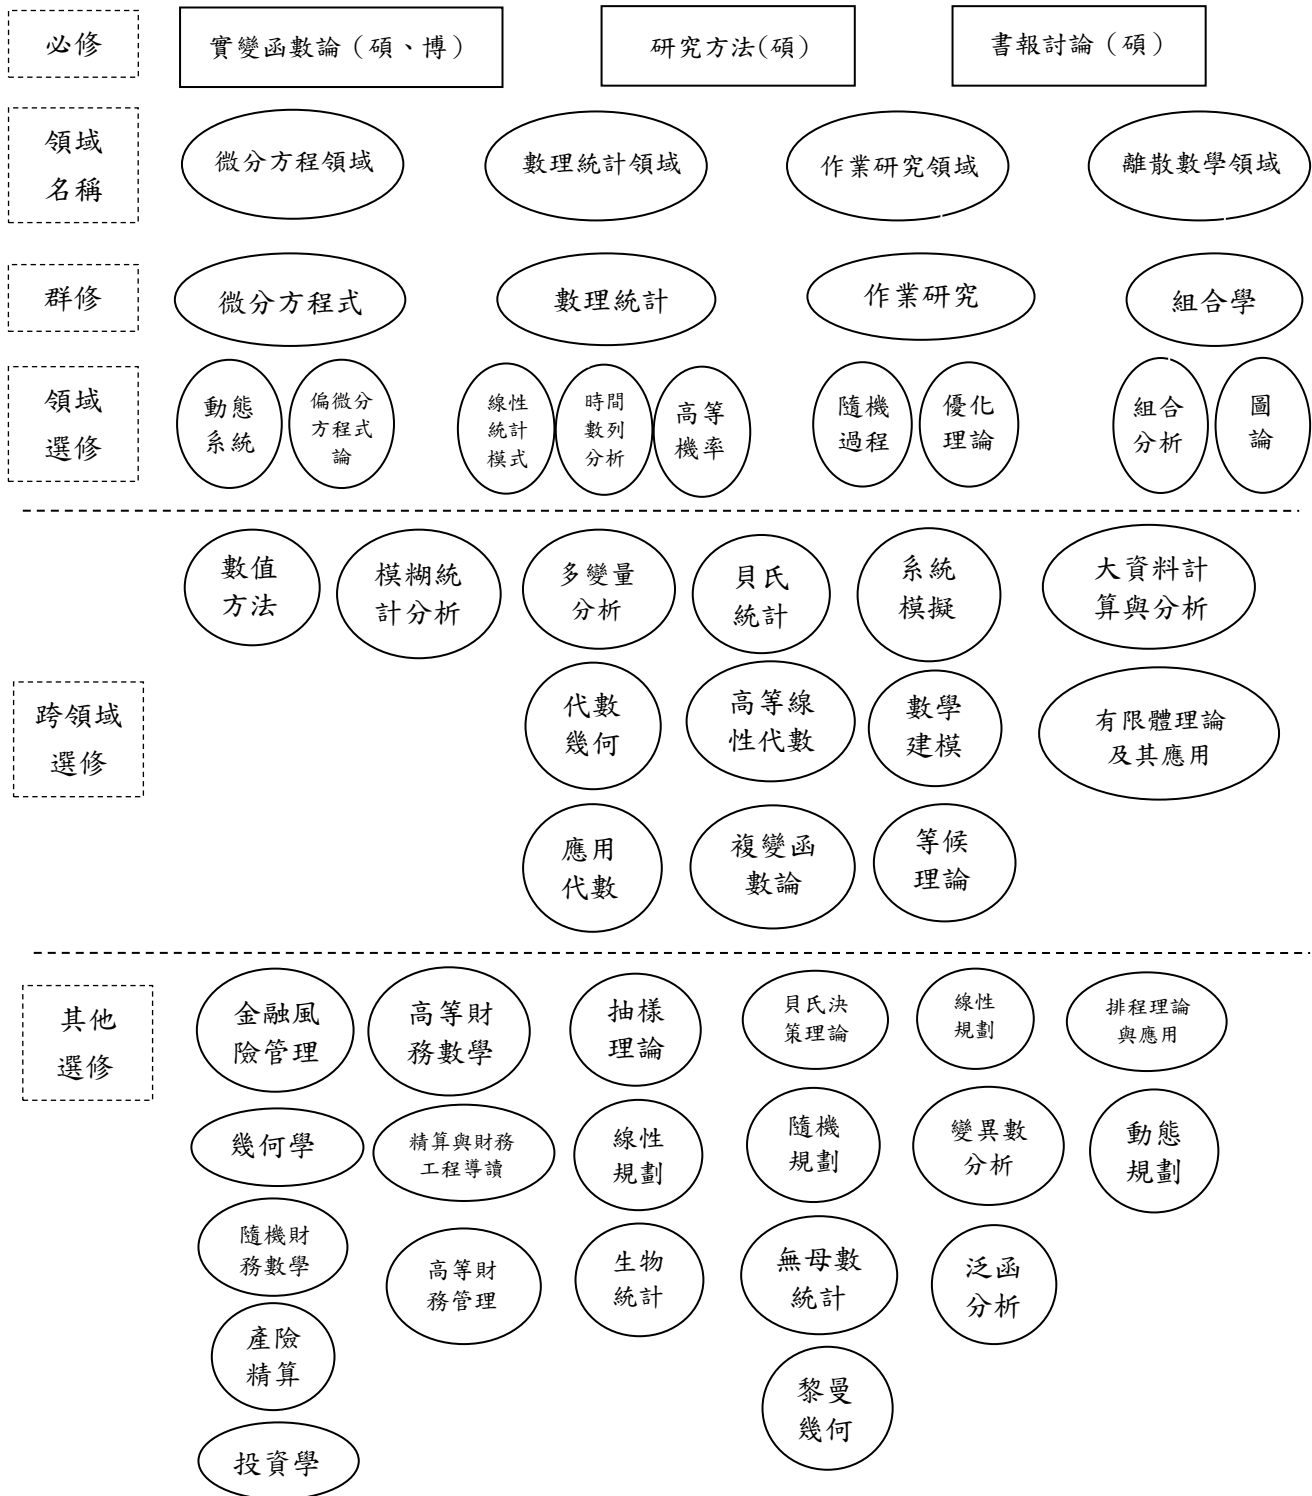 必修
實變函數論（碩、博）
研究方法(碩)
書報討論（碩）
領域
名稱
微分方程領域
數理統計領域
作業研究領域
離散數學領域
群修
微分方程式
數理統計
作業研究
組合學
領域
選修
動態
系統
偏微分
方程式
論
線性
統計
模式
時間
數列
分析
高等
機率
隨機
過程
優化
理論
組合
分析
圖
論
跨領域
選修
數值
方法
模糊統
計分析
多變量
分析
貝氏
統計
系統
模擬
大資料計
算與分析
代數
幾何
高等線
性代數
數學
建模
有限體理論
及其應用
應用
代數
複變函
數論
等候
理論
其他
選修
金融風
險管理
高等財
務數學
抽樣
理論
貝氏決
策理論
線性
規劃
排程理論
與應用
幾何學
精算與財務
工程導讀
線性
規劃
隨機
規劃
變異數
分析
動態
規劃
隨機財
務數學
高等財
務管理
生物
統計
無母數
統計
泛函
分析
產險
精算
黎曼
幾何
投資學